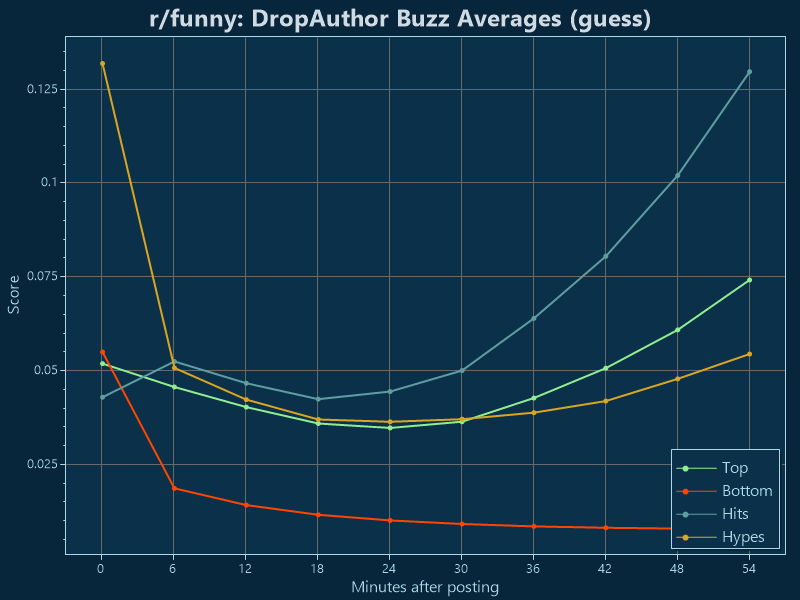 r/funny: DropAuthor Buzz Averages (guess)
Score
0.125
0.1
0.075
0.05
0.025
Top
Bottom
Hits
Hypes
0 6 12 18 24 30 36 42 48 54
Minutes after posting